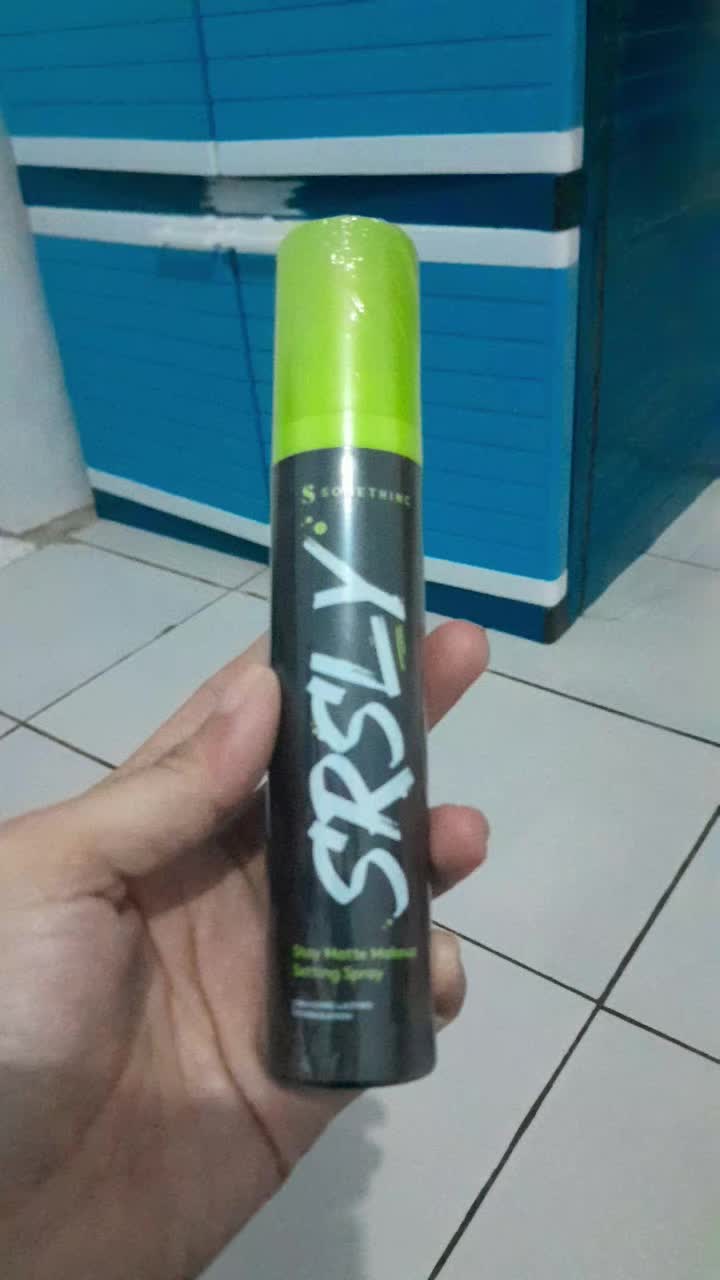 S SOMETHINC
SRSLY
Stay Matte Makeup
Setting Spray